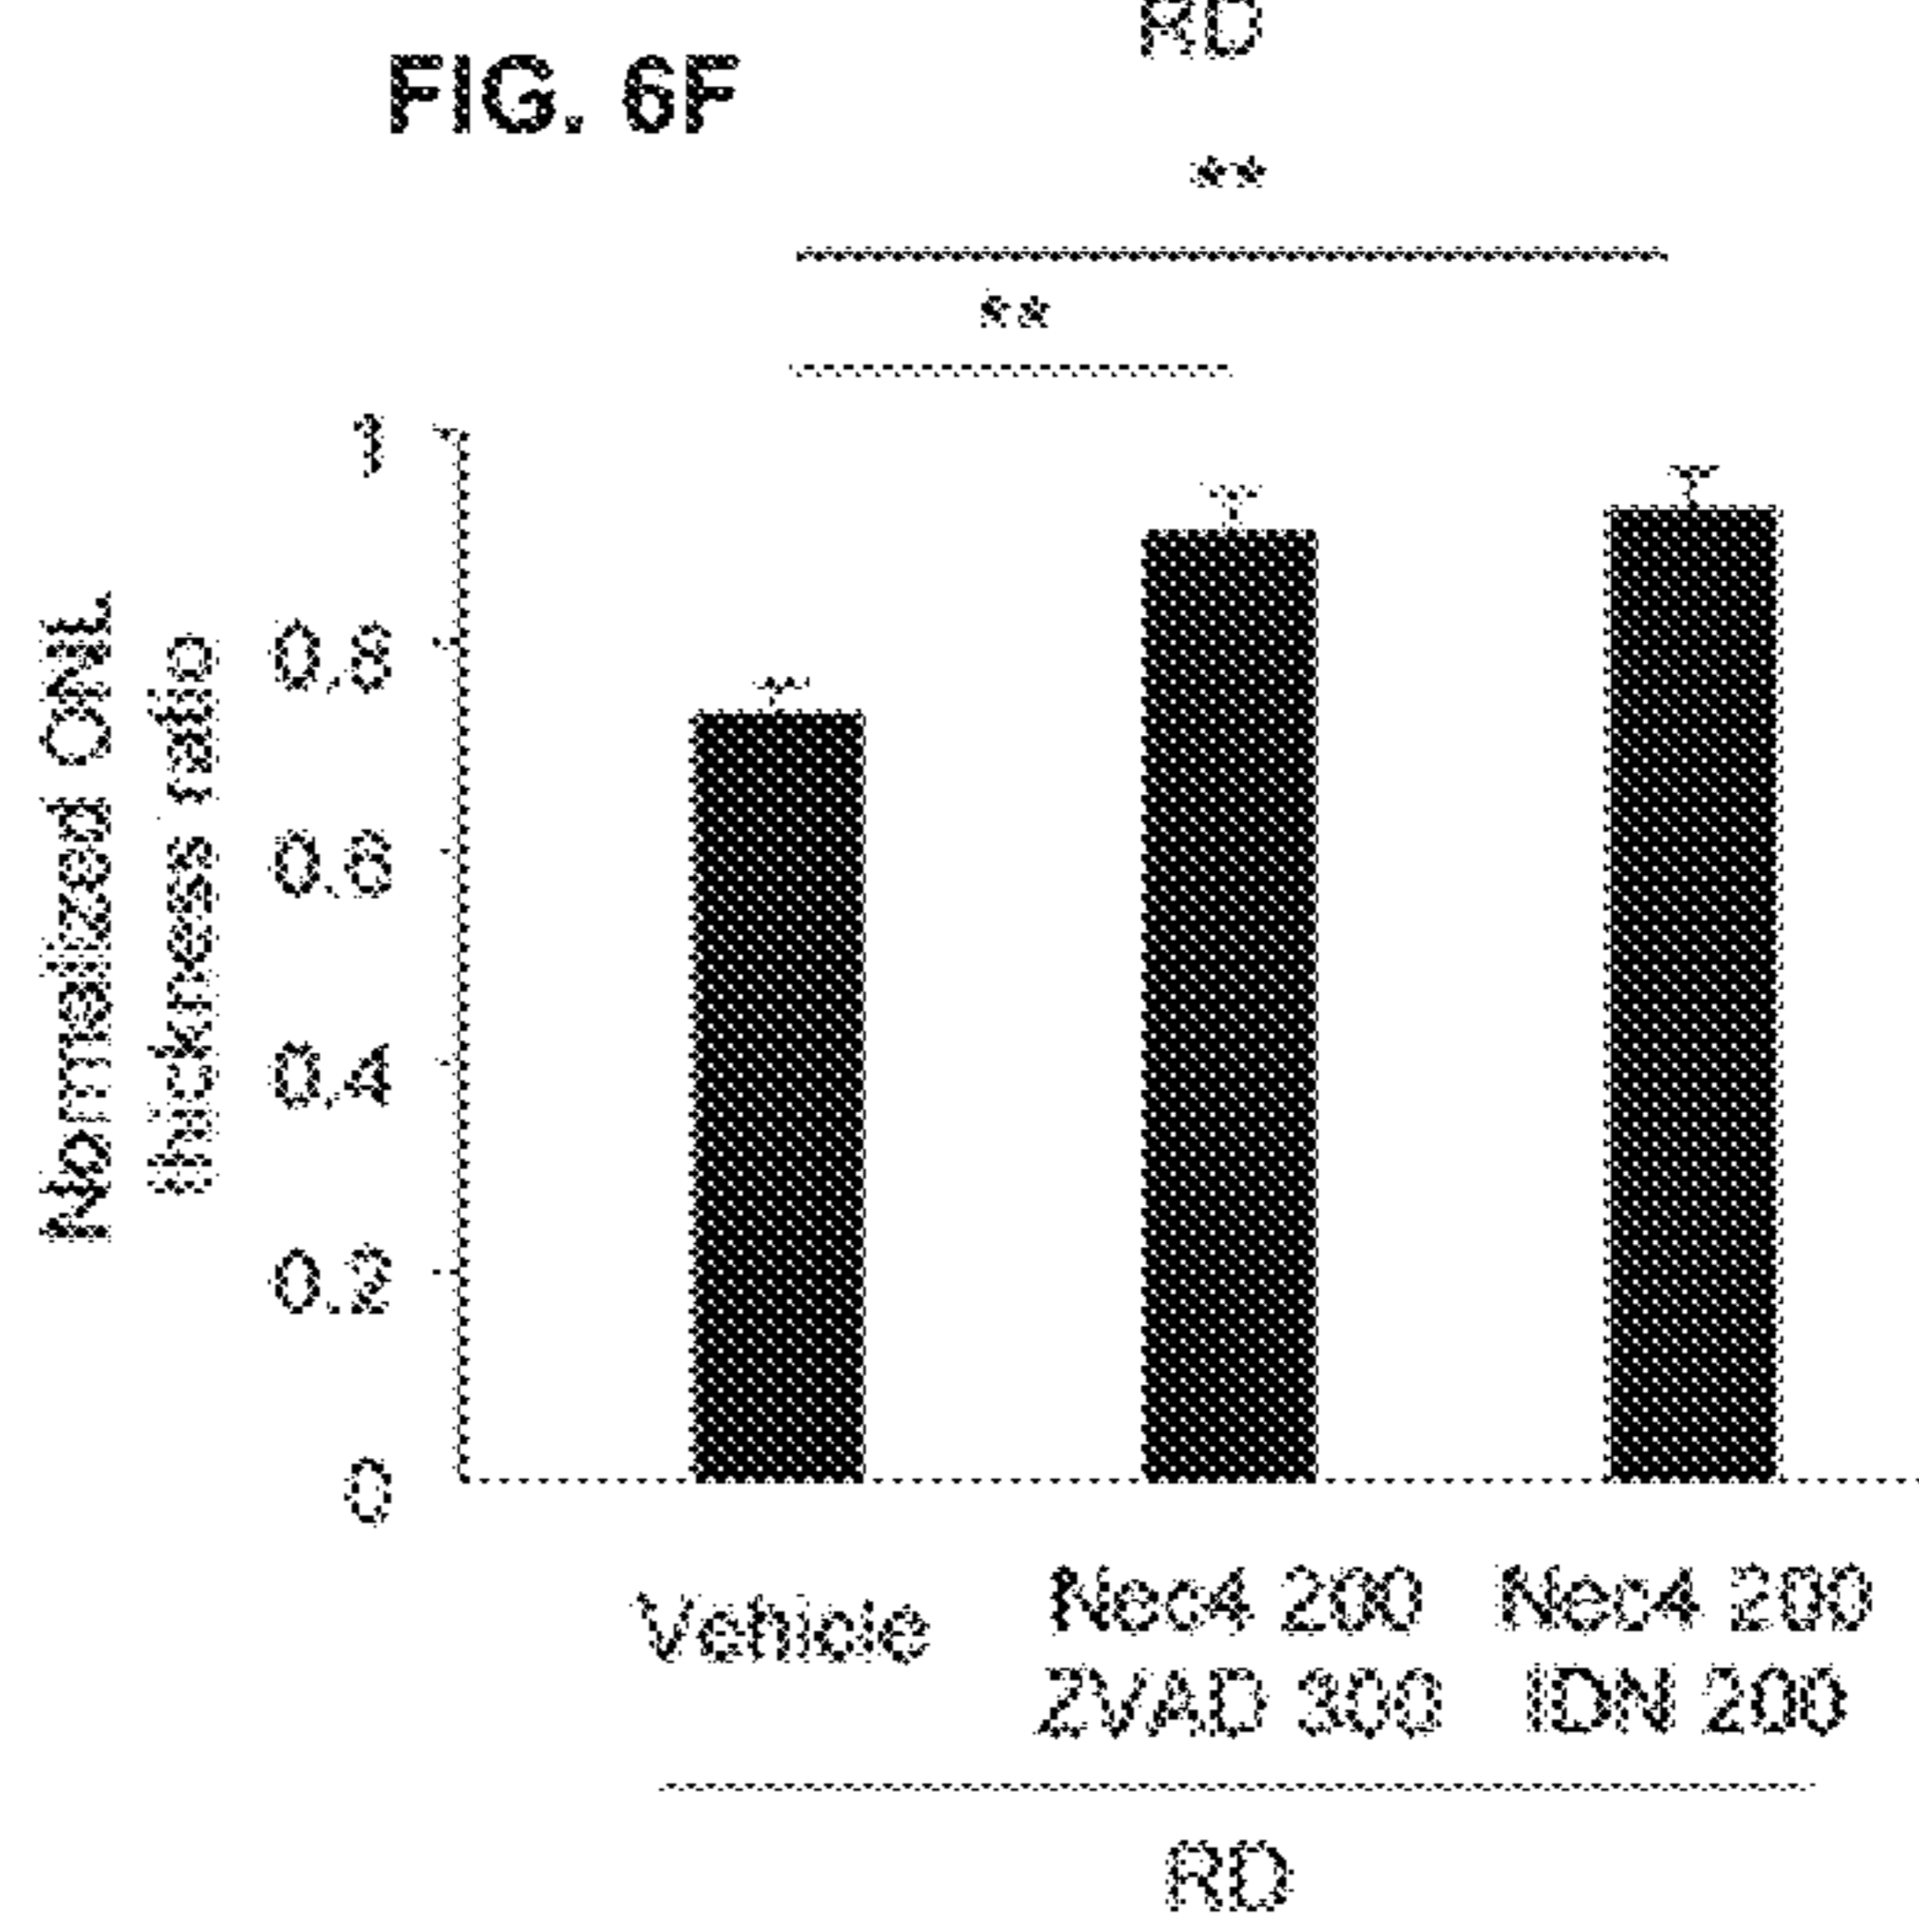 RD
FIG. 6F
**
**
Normalized ONL
thickness ratio
1
0.8
0.6
0.4
0.2
0
Vehicle
Nec4 200
ZVAD 300
Nec4 200
IDN 200
RD